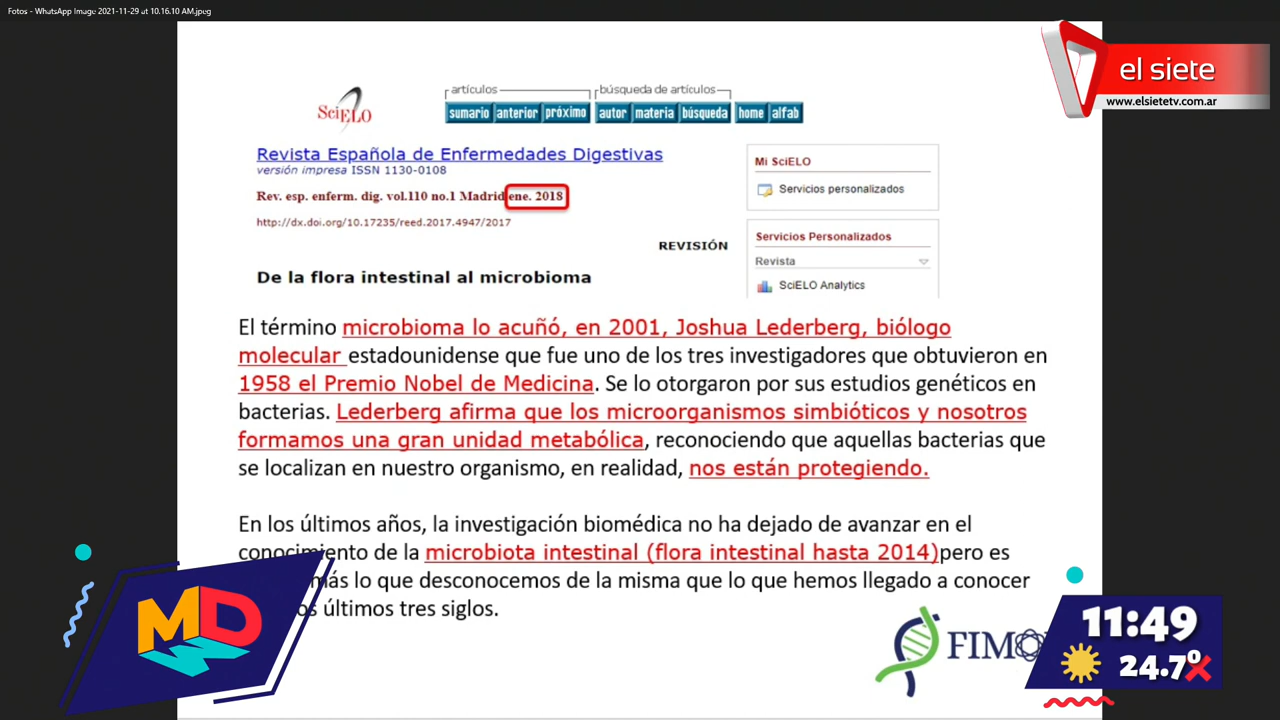 Fotos - WhatsApp Image 2021-11-29 at 10.16.10 AM.jpeg
el siete
www.elsietetv.com.ar
SciELO
artículos
búsqueda de artículos
sumario anterior próximo autor materia búsqueda home alfab
Revista Española de Enfermedades Digestivas
versión impresa ISSN 1130-0108
Rev. esp. enferm. dig. vol.110 no.1 Madrid ene. 2018
http://dx.doi.org/10.17235/reed.2017.4947/2017
REVISIÓN
De la flora intestinal al microbioma
Mi SciELO
Servicios personalizados
Servicios Personalizados
Revista
SciELO Analytics
El término microbioma lo acuñó, en 2001, Joshua Lederberg, biólogo
molecular estadounidense que fue uno de los tres investigadores que obtuvieron en
1958 el Premio Nobel de Medicina. Se lo otorgaron por sus estudios genéticos en
bacterias. Lederberg afirma que los microorganismos simbióticos y nosotros
formamos una gran unidad metabólica, reconociendo que aquellas bacterias que
se localizan en nuestro organismo, en realidad, nos están protegiendo.
En los últimos años, la investigación biomédica no ha dejado de avanzar en el
conocimiento de la microbiota intestinal (flora intestinal hasta 2014)pero es
más lo que desconocemos de la misma que lo que hemos llegado a conocer
últimos tres siglos.
MD
FIMO
11:49
24.7º